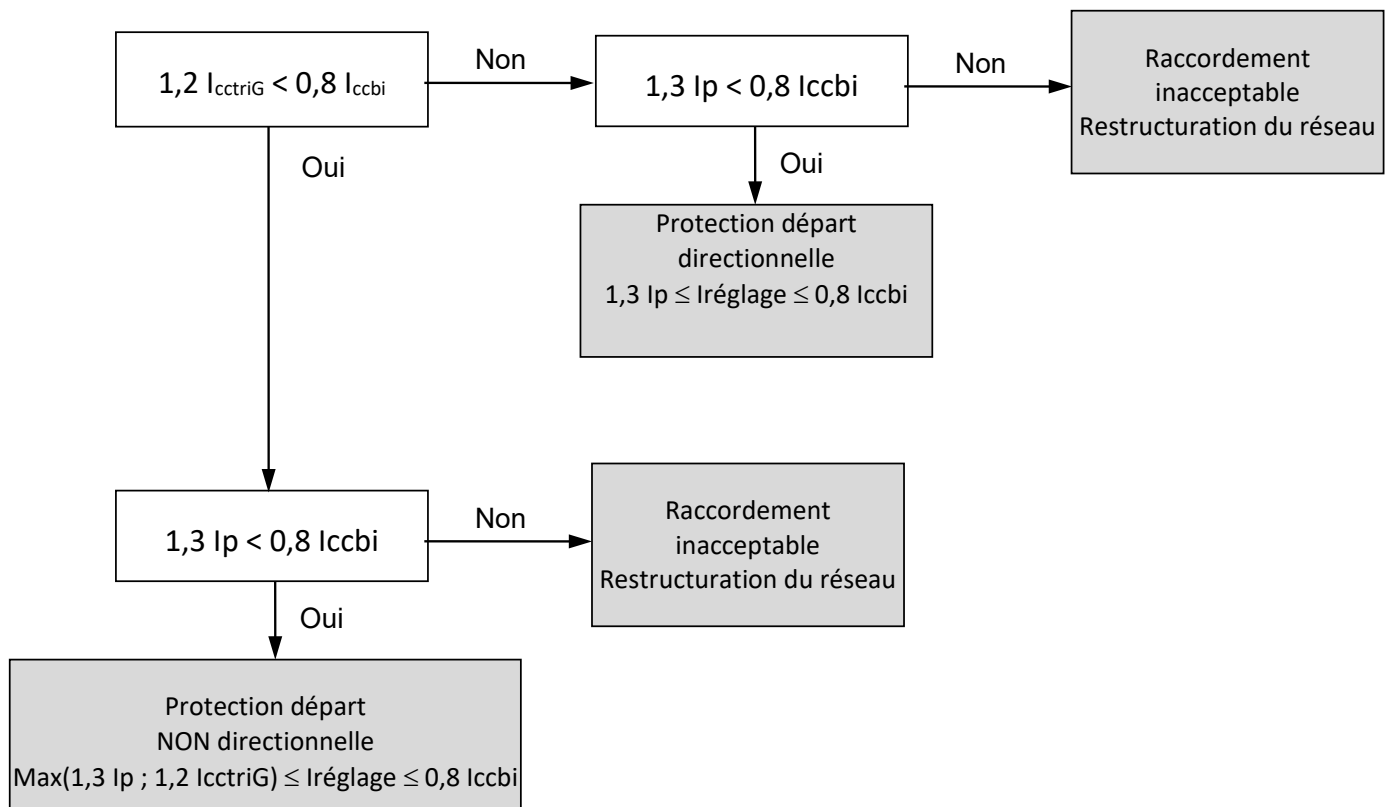 1,2 IcctriG < 0,8 Iccbi
Non
1,3 Ip < 0,8 Iccbi
Non
Raccordement
inacceptable
Restructuration du réseau
Oui
Oui
Protection départ
directionnelle
1,3 Ip ≤ Iréglage ≤ 0,8 Iccbi
1,3 Ip < 0,8 Iccbi
Non
Raccordement
inacceptable
Restructuration du réseau
Oui
Protection départ
NON directionnelle
Max(1,3 Ip ; 1,2 IcctriG) ≤ Iréglage ≤ 0,8 Iccbi